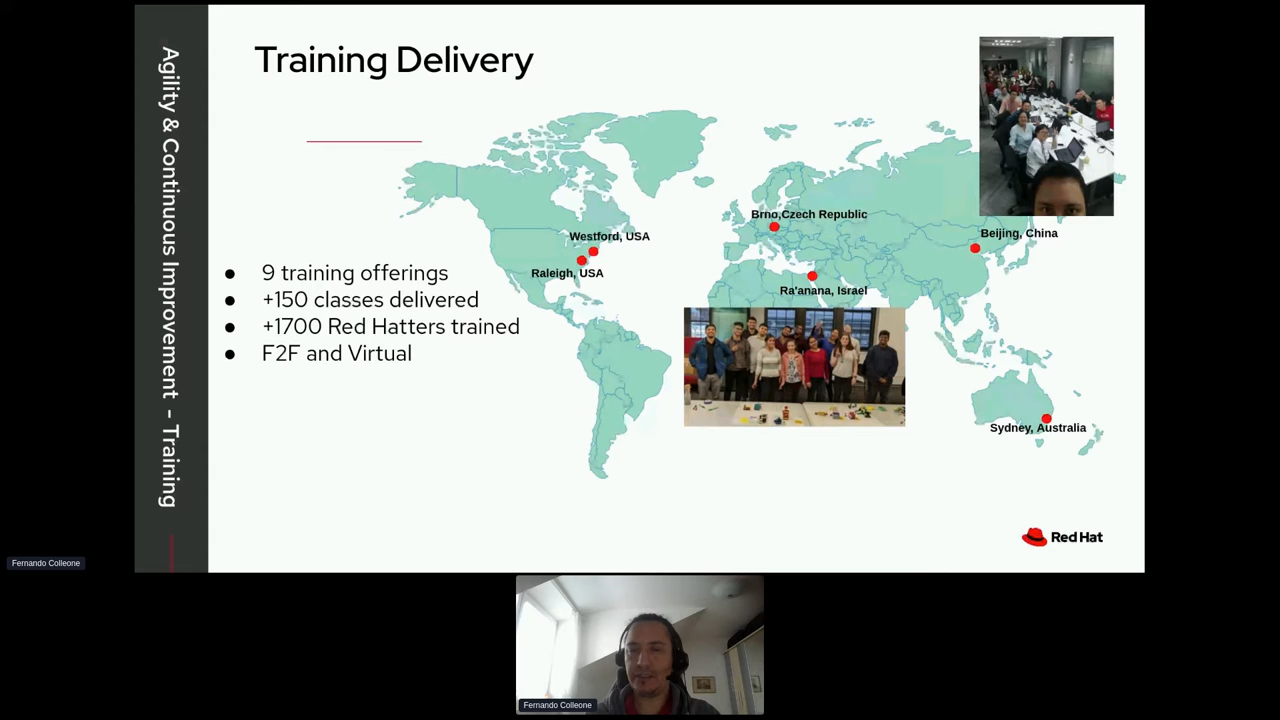 Agility & Continuous Improvement - Training
Training Delivery
9 training offerings
+150 classes delivered
+1700 Red Hatters trained
F2F and Virtual
Westford, USA
Raleigh, USA
Brno,Czech Republic
Ra'anana, Israel
Beijing, China
Sydney, Australia
Red Hat
Fernando Colleone
Fernando Colleone